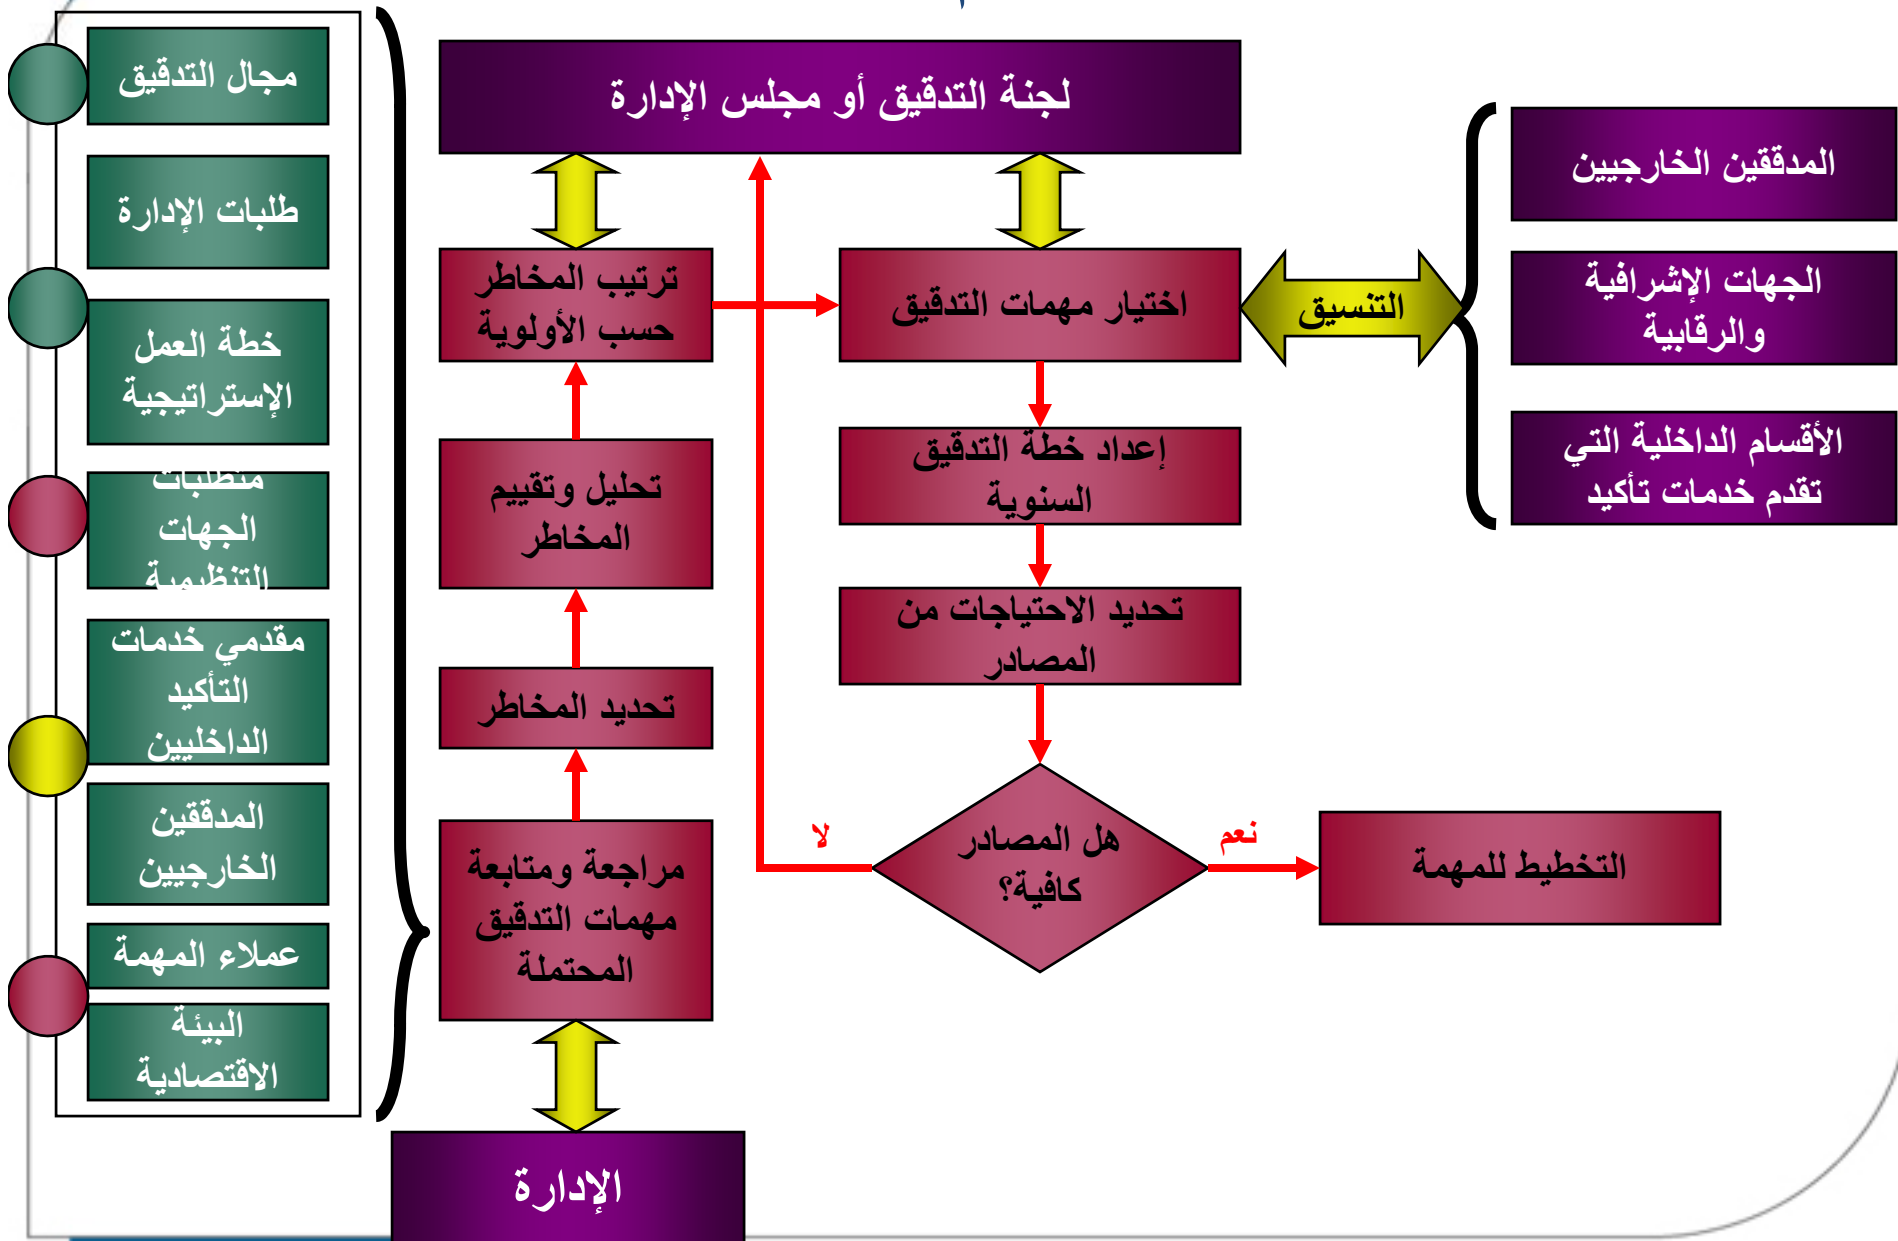 مجال التدقيق
طلبات الإدارة
خطة العمل
الإستراتيجية
متطلبات
الجهات
التنظيمية
مقدمي خدمات
التأكيد
الداخليين
المدققين
الخارجيين
عملاء المهمة
البيئة
الاقتصادية
لجنة التدقيق أو مجلس الإدارة
ترتيب المخاطر
حسب الأولوية
تحليل وتقييم
المخاطر
تحديد المخاطر
مراجعة ومتابعة
مهمات التدقيق
المحتملة
الإدارة
اختيار مهمات التدقيق
إعداد خطة التدقيق
السنوية
تحديد الاحتياجات من
المصادر
هل المصادر
كافية؟
لا
نعم
التخطيط للمهمة
التنسيق
المدققين الخارجيين
الجهات الإشرافية
والرقابية
الأقسام الداخلية التي
تقدم خدمات تأكيد